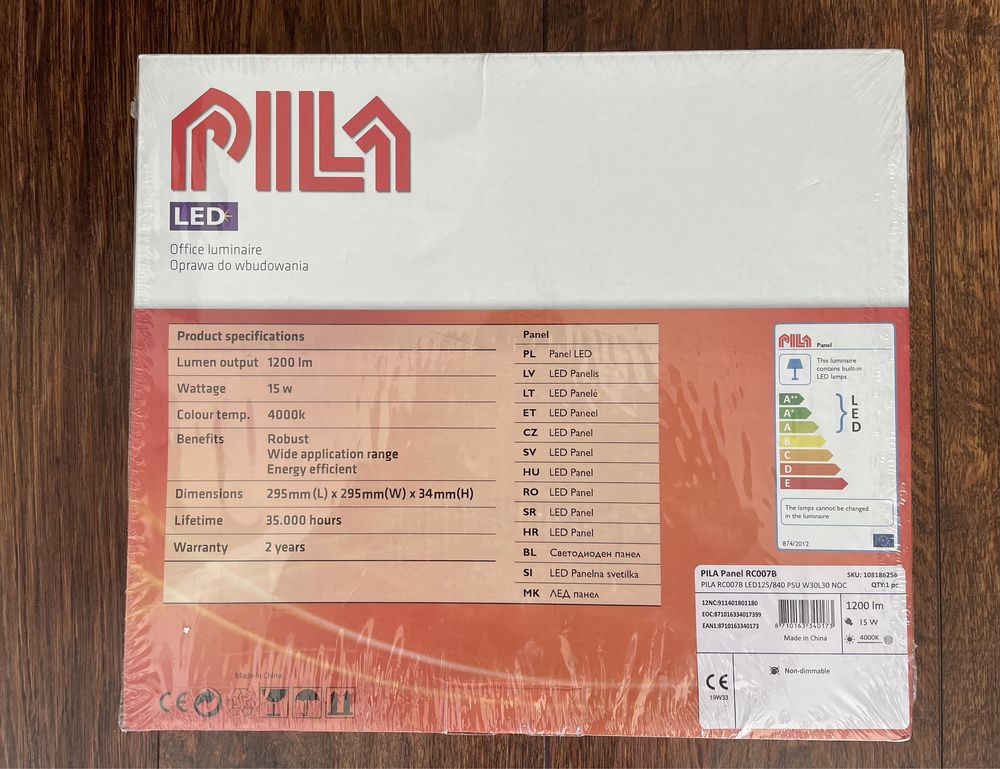 PILA
LED
Office luminaire
Oprawa do wbudowania
Product specifications
Lumen output 1200 lm
Wattage 15 w
Colour temp. 4000k
Benefits Robust
Wide application range
Energy efficient
Dimensions 295mm (L) x 295mm(W) x 34mm(H)
Lifetime 35.000 hours
Warranty 2 years
Panel
PL Panel LED
LV LED Panelis
LT LED Panelė
ET LED Paneel
CZ LED Panel
SV LED Panel
HU LED Panel
RO LED Panel
SR LED Panel
HR LED Panel
BL Светодиоден панел
SI LED Panelna svetilka
MK ЛЕД панел
PILA Panel
This luminaire
contains built-in
LED lamps
A++
A+
A
B
C
D
E
L
E
D
The lamps cannot be changed
in the luminaire
874/2012
PILA Panel RC007B SKU: 108186256
PILA RC007B LED12S/840 PSU W30L30 NOC QTY:1 pc
12NC:911401801180
EOC:871016334017399
EAN1:8710163340173
8 710163 340173
Made in China
1200 lm
15 W
4000K
CE
19W33
Non-dimmable
Made in China
CE